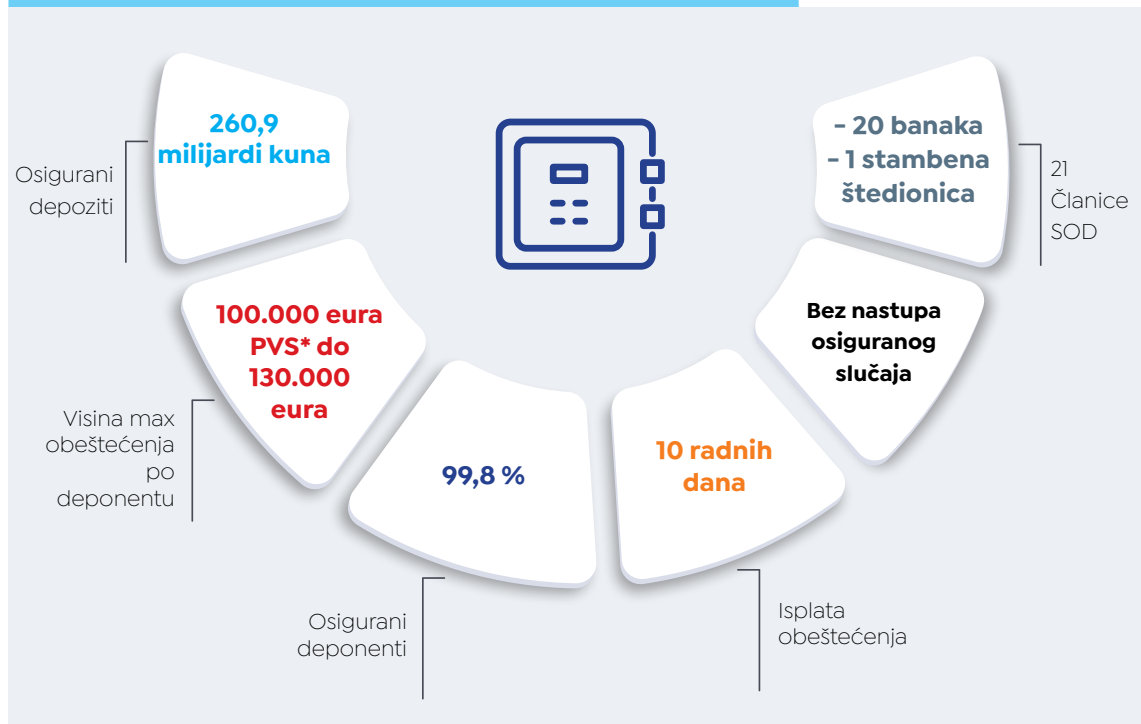 Osigurani
depoziti
260,9
milijardi kuna
Visina max
obeštećenja
po
deponentu
100.000 eura
PVS* do
130.000
eura
Osigurani
deponenti
99,8 %
10 radnih
dana
Isplata
obeštećenja
Bez nastupa
osiguranog
slučaja
- 20 banaka
- 1 stambena
štedionica
21
Članice
SOD